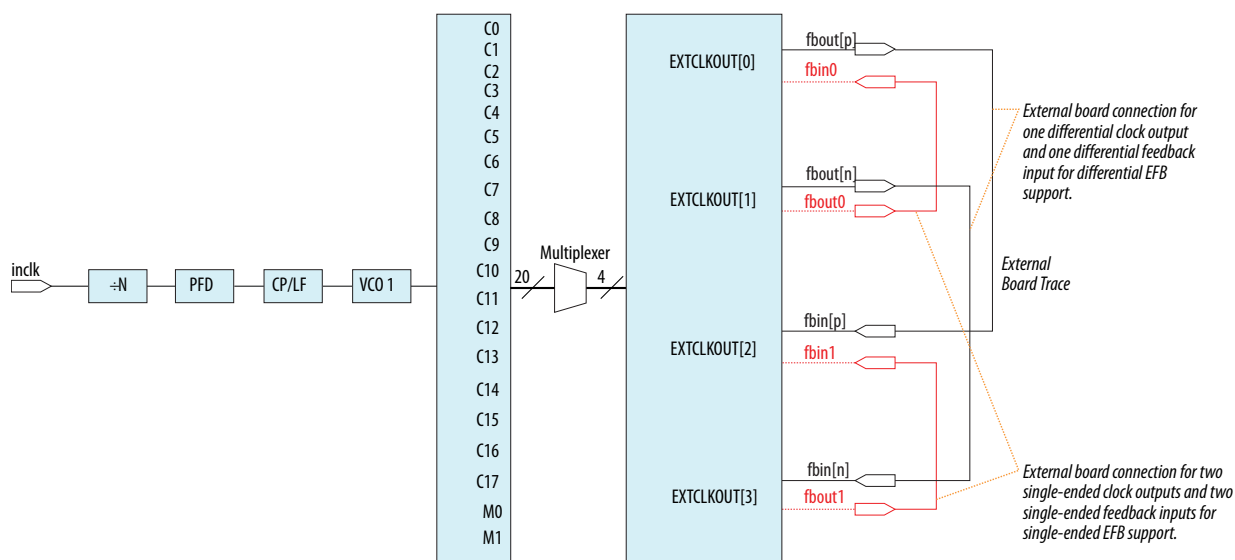 inclk
÷N
PFD
CP/LF
VCO 1
C0
C1
C2
C3
C4
C5
C6
C7
C8
C9
C10
C11
C12
C13
C14
C15
C16
C17
M0
M1
20
Multiplexer
4
EXTCLKOUT[0]
EXTCLKOUT[1]
EXTCLKOUT[2]
EXTCLKOUT[3]
fbout[p]
fbin0
fbout[n]
fbout0
fbin[p]
fbin1
fbin[n]
fbout1
External board connection for
one differential clock output
and one differential feedback
input for differential EFB
support.
External
Board Trace
External board connection for two
single-ended clock outputs and two
single-ended feedback inputs for
single-ended EFB support.